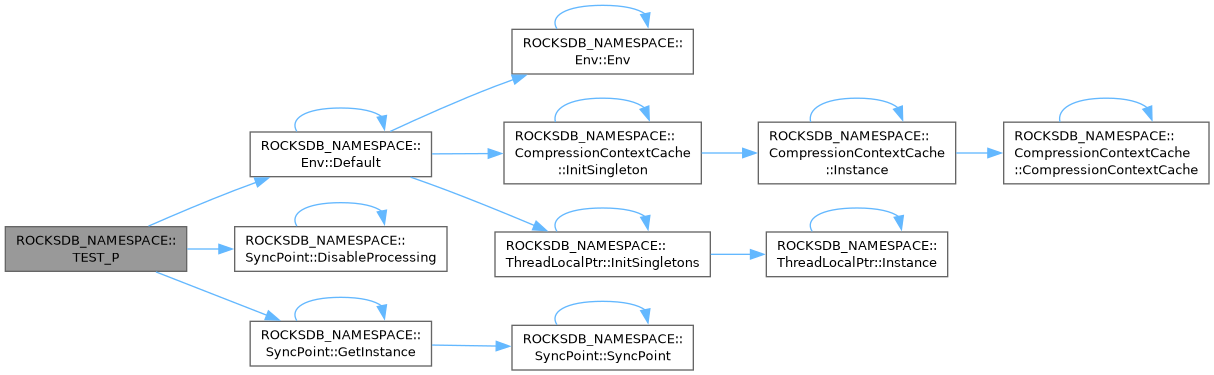 ROCKSDB_NAMESPACE::
TEST_P
ROCKSDB_NAMESPACE::
Env::Default
ROCKSDB_NAMESPACE::
Env::Env
ROCKSDB_NAMESPACE::
CompressionContextCache
::InitSingleton
ROCKSDB_NAMESPACE::
CompressionContextCache
::Instance
ROCKSDB_NAMESPACE::
CompressionContextCache
::CompressionContextCache
ROCKSDB_NAMESPACE::
ThreadLocalPtr::InitSingletons
ROCKSDB_NAMESPACE::
ThreadLocalPtr::Instance
ROCKSDB_NAMESPACE::
SyncPoint::DisableProcessing
ROCKSDB_NAMESPACE::
SyncPoint::GetInstance
ROCKSDB_NAMESPACE::
SyncPoint::SyncPoint